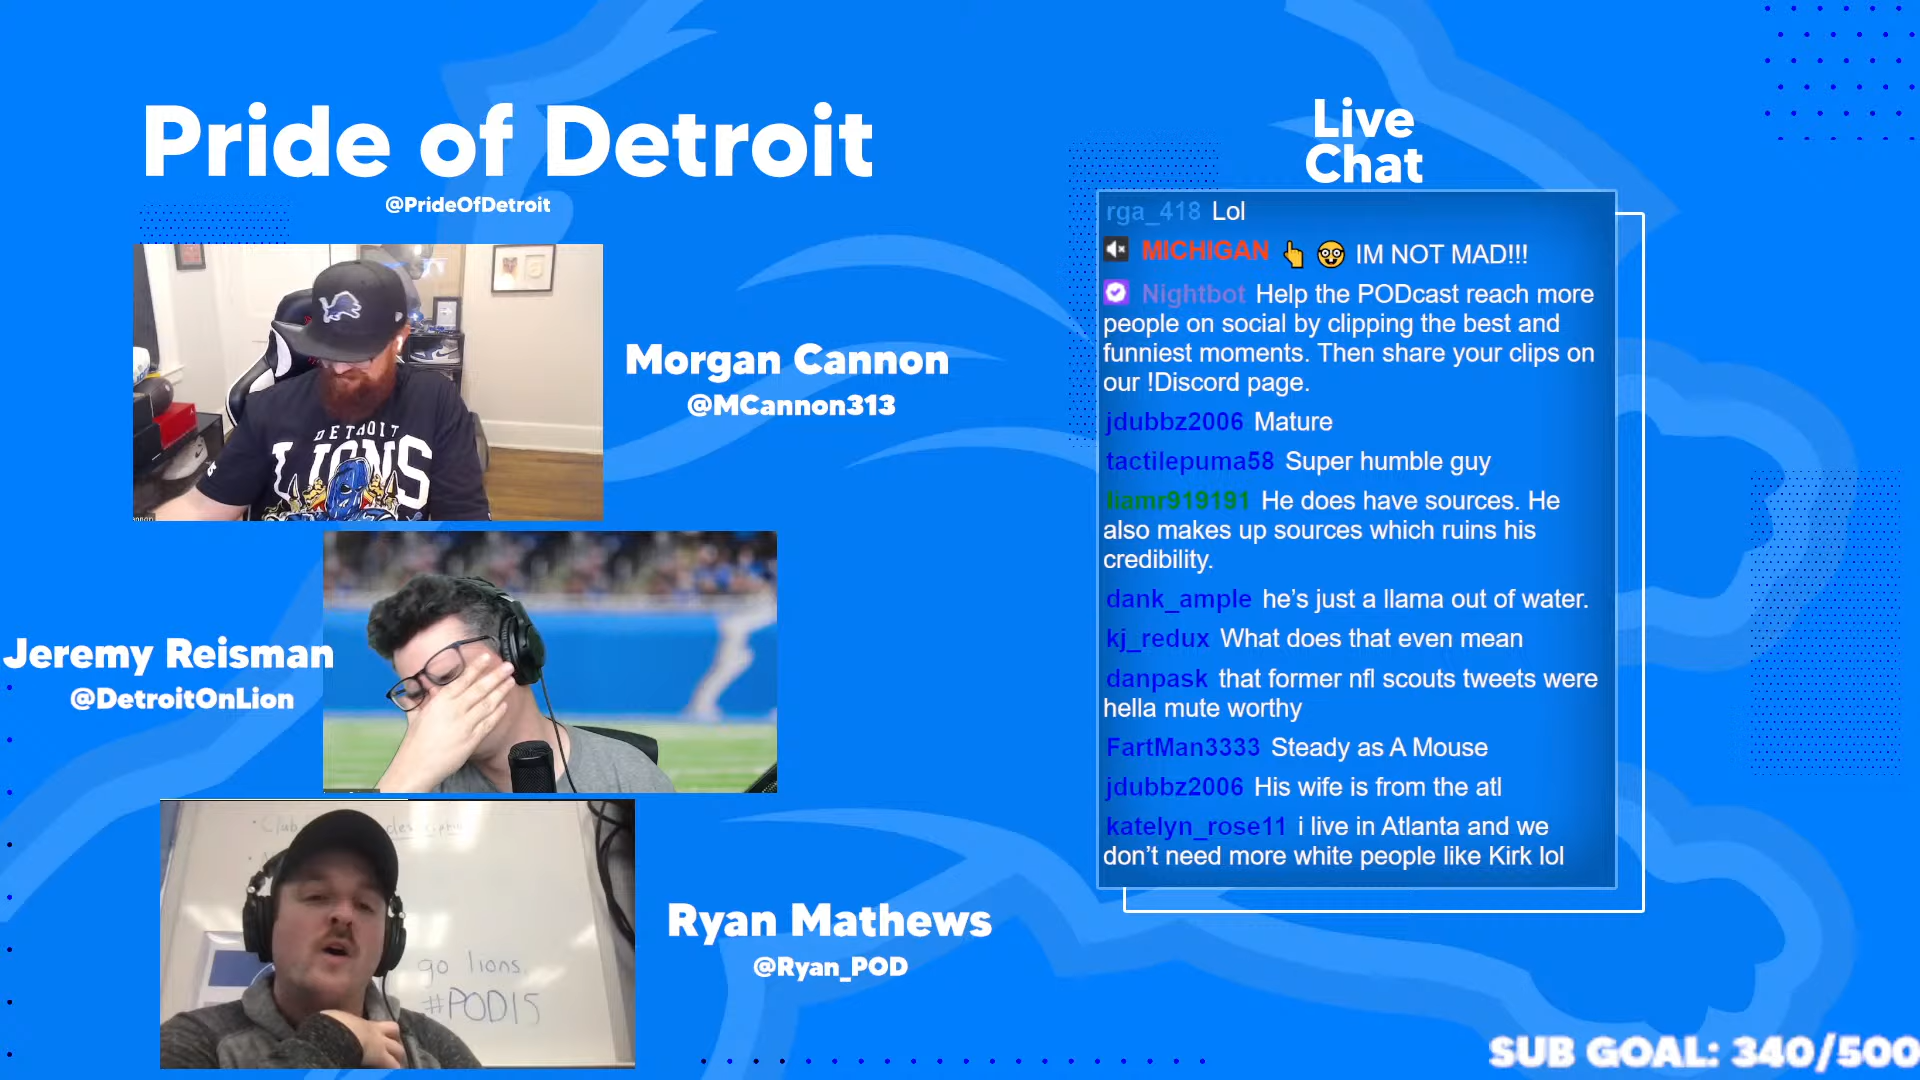 Pride of Detroit
@PrideOfDetroit
Morgan Cannon
@MCannon313
DETROIT
LIONS
Jeremy Reisman
@DetroitOnLion
go lions.
#POD15
Ryan Mathews
@Ryan_POD
Live
Chat
rga_418 Lol
MICHIGAN 👆 🤓 IM NOT MAD!!!
Nightbot Help the PODcast reach more
people on social by clipping the best and
funniest moments. Then share your clips on
our !Discord page.
jdubbz2006 Mature
tactilepuma58 Super humble guy
liamr919191 He does have sources. He
also makes up sources which ruins his
credibility.
dank_ample he’s just a llama out of water.
kj_redux What does that even mean
danpask that former nfl scouts tweets were
hella mute worthy
FartMan3333 Steady as A Mouse
jdubbz2006 His wife is from the atl
katelyn_rose11 i live in Atlanta and we
don’t need more white people like Kirk lol
SUB GOAL: 340/500